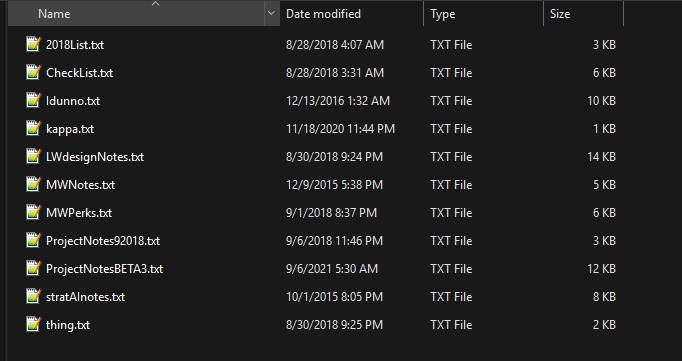 Name Date modified Type Size
2018List.txt 8/28/2018 4:07 AM TXT File 3 KB
CheckList.txt 8/28/2018 3:31 AM TXT File 6 KB
Idunno.txt 12/13/2016 1:32 AM TXT File 10 KB
kappa.txt 11/18/2020 11:44 PM TXT File 1 KB
LWdesignNotes.txt 8/30/2018 9:24 PM TXT File 14 KB
MWNotes.txt 12/9/2015 5:38 PM TXT File 5 KB
MWPerks.txt 9/1/2018 8:37 PM TXT File 6 KB
ProjectNotes92018.txt 9/6/2018 11:46 PM TXT File 3 KB
ProjectNotesBETA3.txt 9/6/2021 5:30 AM TXT File 12 KB
stratAInotes.txt 10/1/2015 8:05 PM TXT File 8 KB
thing.txt 8/30/2018 9:25 PM TXT File 2 KB